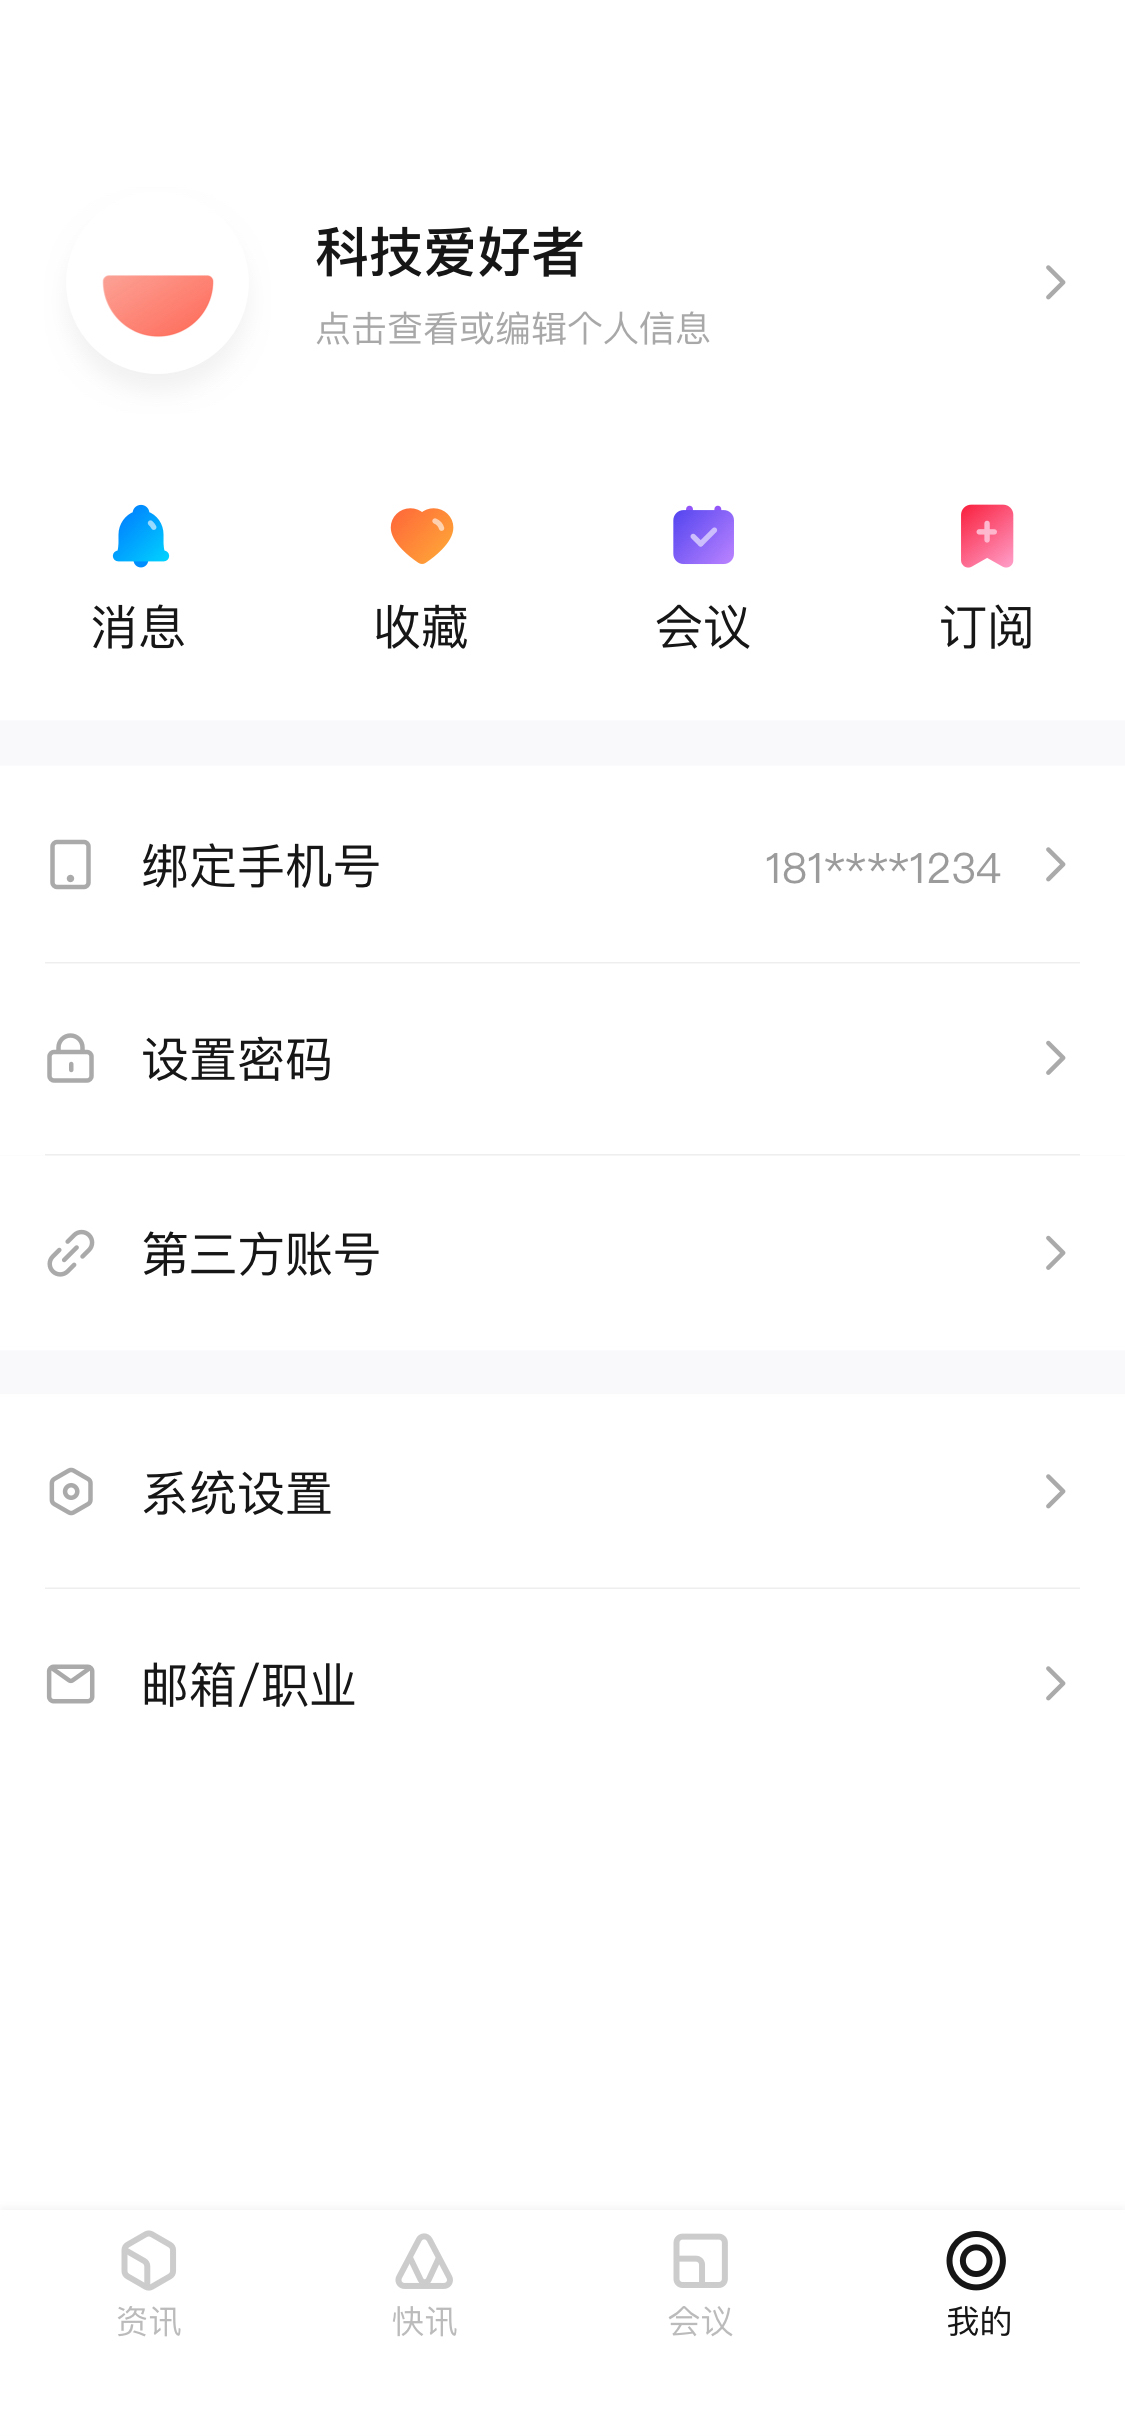 科技爱好者
点击查看或编辑个人信息
消息 收藏 会议 订阅
绑定手机号 181****1234
设置密码
第三方账号
系统设置
邮箱/职业
资讯 快讯 会议 我的